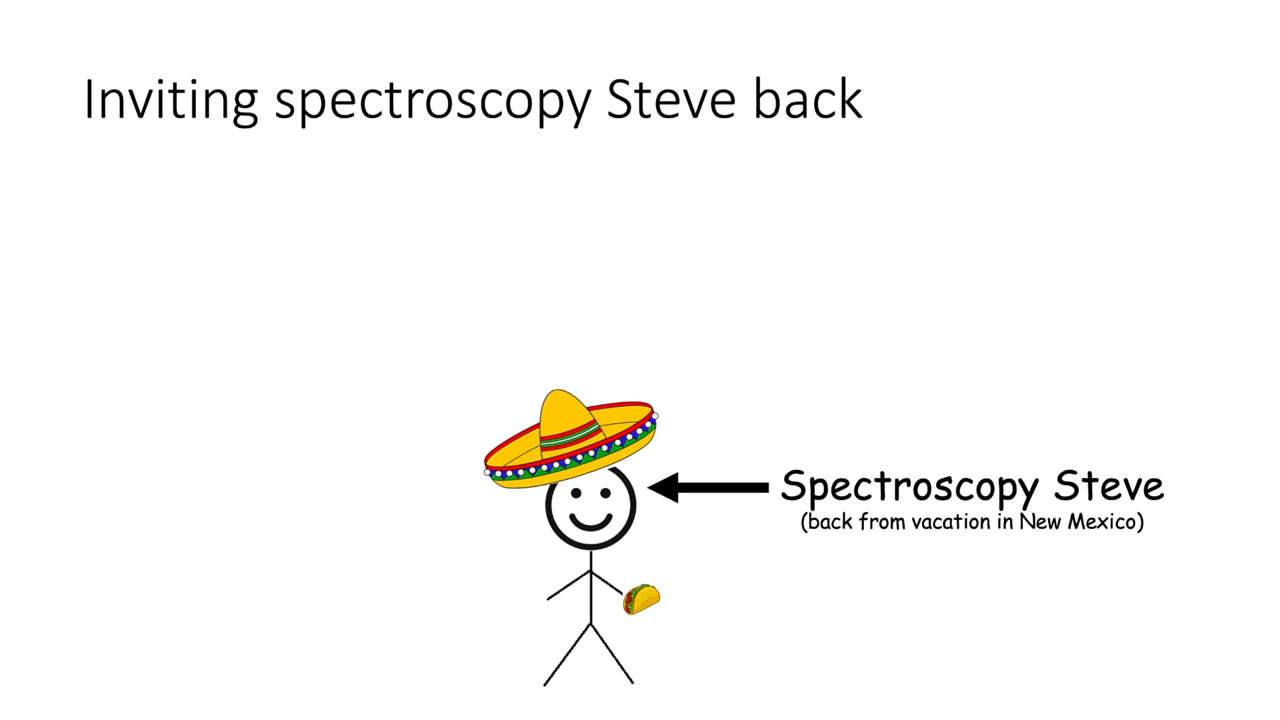 Inviting spectroscopy Steve back
Spectroscopy Steve
(back from vacation in New Mexico)